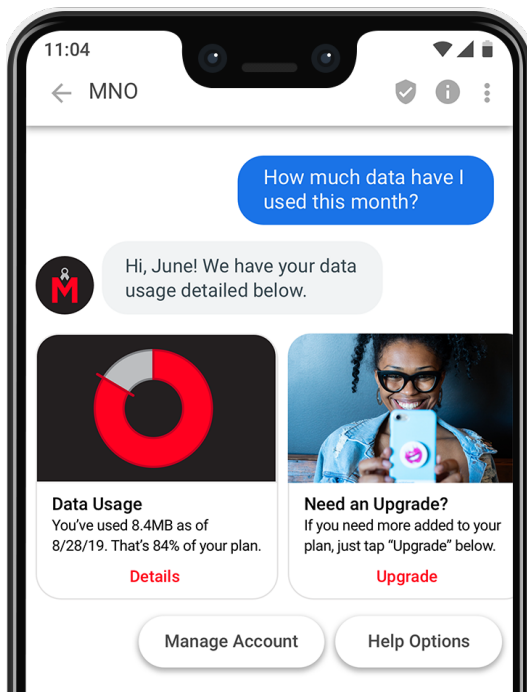 11:04
MNO
How much data have I
used this month?
Hi, June! We have your data
usage detailed below.
M
Data Usage
You’ve used 8.4MB as of
8/28/19. That’s 84% of your plan.
Details
Need an Upgrade?
If you need more added to your
plan, just tap “Upgrade” below.
Upgrade
Manage Account
Help Options